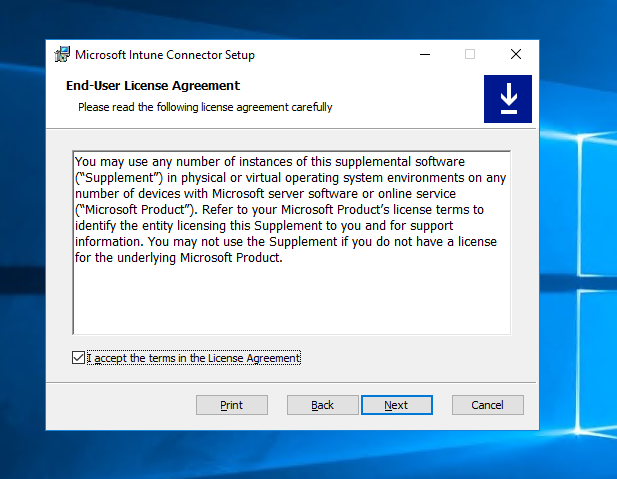 Microsoft Intune Connector Setup
End-User License Agreement
Please read the following license agreement carefully
You may use any number of instances of this supplemental software
(“Supplement”) in physical or virtual operating system environments on any
number of devices with Microsoft server software or online service
(“Microsoft Product”). Refer to your Microsoft Product’s license terms to
identify the entity licensing this Supplement to you and for support
information. You may not use the Supplement if you do not have a license
for the underlying Microsoft Product.
I accept the terms in the License Agreement
Print Back Next Cancel